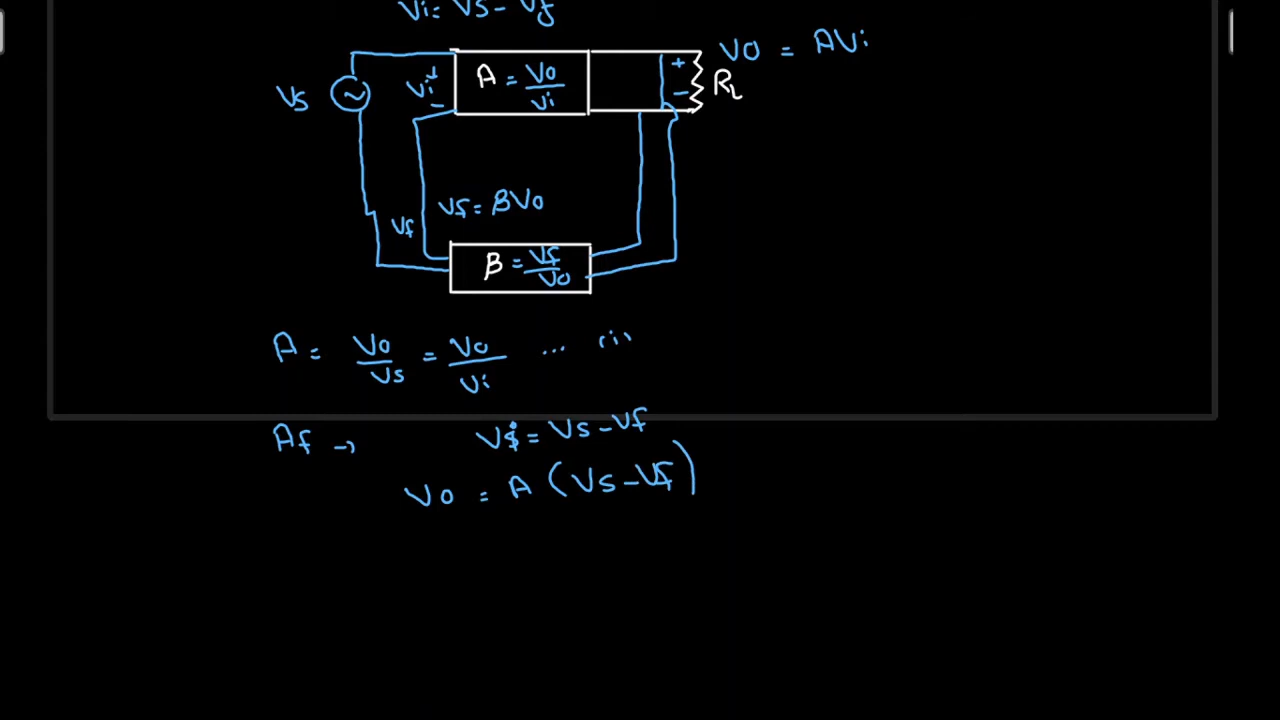 Vi = Vs - Vf
Vo = AVi
Vs
Vi
+
-
A = Vo/Vi
+
-
RL
Vf = βVo
Vf
β = Vf/Vo
A = Vo/Vs = Vo/Vi ... (i)
Af → Vi = Vs - Vf
Vo = A (Vs - Vf)